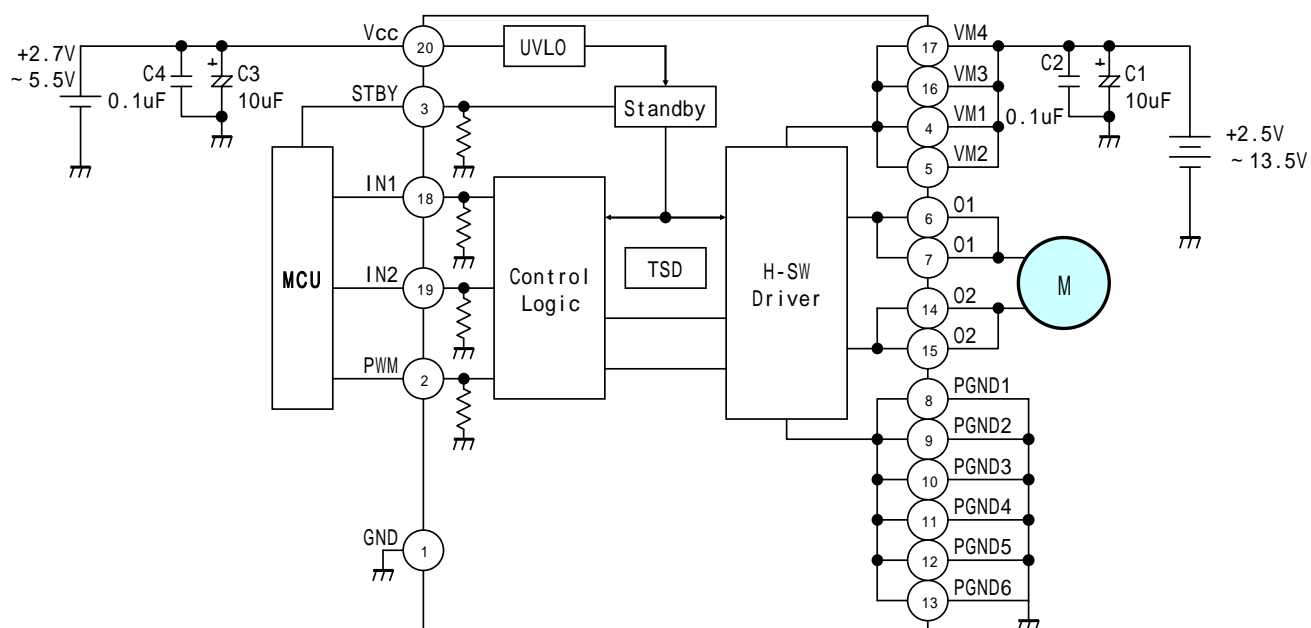 Vcc
20
UVLO
17
VM4
+2.7V
~5.5V
C4
0.1uF
C3
+
10uF
STBY
3
Standby
16
VM3
4
VM1
5
VM2
C2
0.1uF
C1
+
10uF
+2.5V
~13.5V
MCU
IN1
18
IN2
19
PWM
2
Control
Logic
TSD
H-SW
Driver
6
O1
7
O1
14
O2
15
O2
M
8
PGND1
9
PGND2
10
PGND3
11
PGND4
12
PGND5
13
PGND6
GND
1